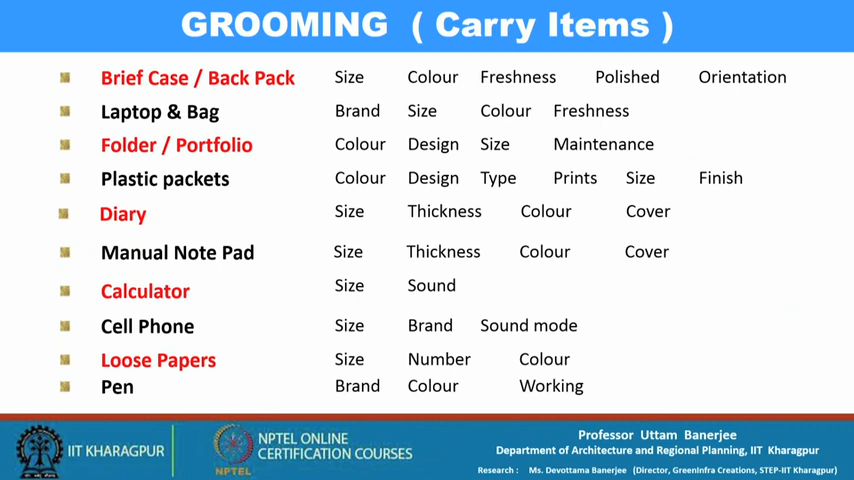 GROOMING ( Carry Items )
Brief Case / Back Pack Size Colour Freshness Polished Orientation
Laptop & Bag Brand Size Colour Freshness
Folder / Portfolio Colour Design Size Maintenance
Plastic packets Colour Design Type Prints Size Finish
Diary Size Thickness Colour Cover
Manual Note Pad Size Thickness Colour Cover
Calculator Size Sound
Cell Phone Size Brand Sound mode
Loose Papers Size Number Colour
Pen Brand Colour Working
IIT KHARAGPUR
NPTEL
NPTEL ONLINE
CERTIFICATION COURSES
Professor Uttam Banerjee
Department of Architecture and Regional Planning, IIT Kharagpur
Research : Ms. Devottama Banerjee (Director, GreenInfra Creations, STEP-IIT Kharagpur)